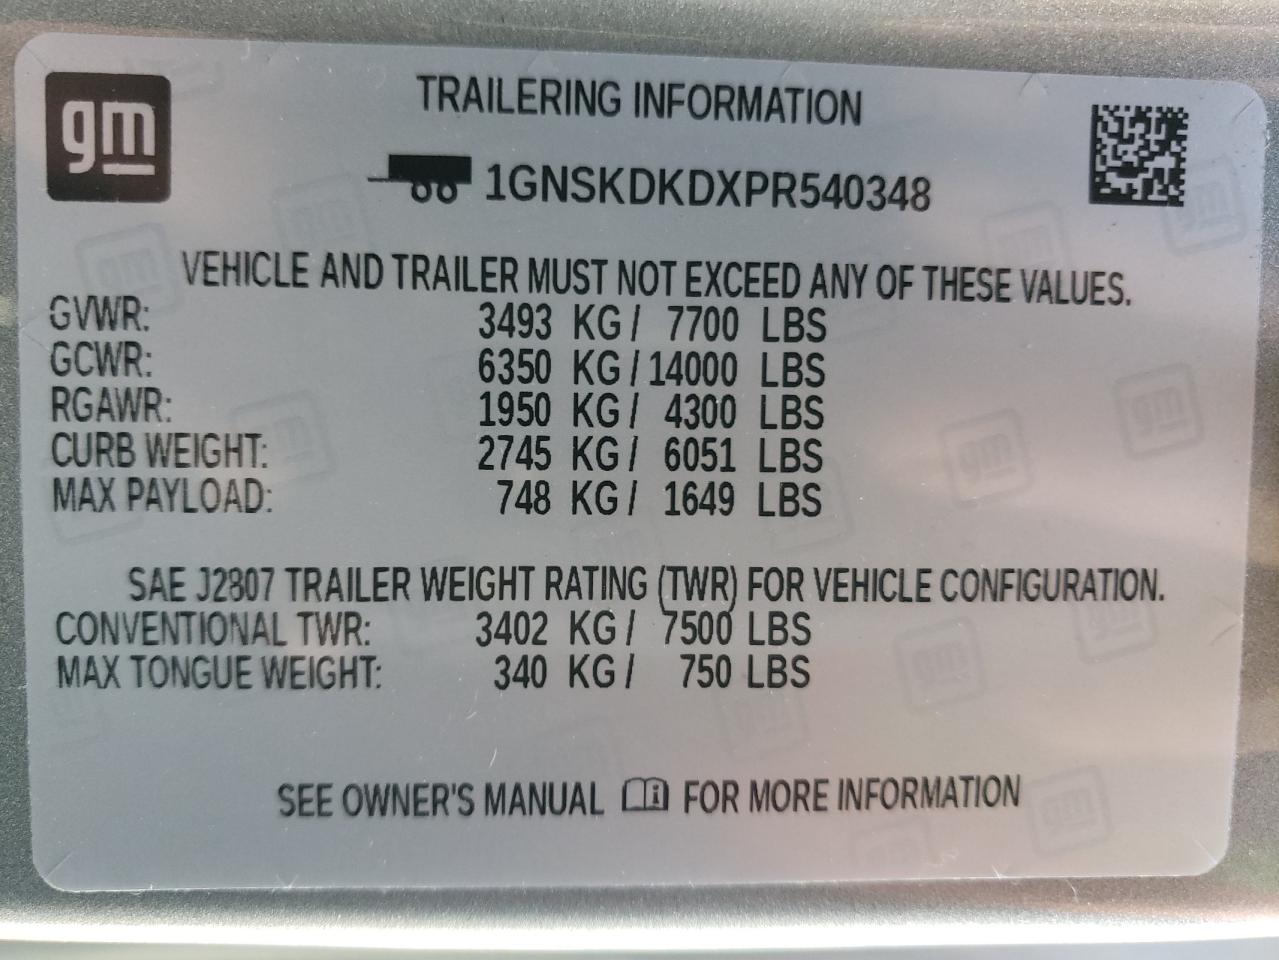 gm
TRAILERING INFORMATION
1GNSKDKDXPR540348
VEHICLE AND TRAILER MUST NOT EXCEED ANY OF THESE VALUES.
GVWR: 3493 KG / 7700 LBS
GCWR: 6350 KG / 14000 LBS
RGAWR: 1950 KG / 4300 LBS
CURB WEIGHT: 2745 KG / 6051 LBS
MAX PAYLOAD: 748 KG / 1649 LBS
SAE J2807 TRAILER WEIGHT RATING (TWR) FOR VEHICLE CONFIGURATION.
CONVENTIONAL TWR: 3402 KG / 7500 LBS
MAX TONGUE WEIGHT: 340 KG / 750 LBS
SEE OWNER'S MANUAL i FOR MORE INFORMATION